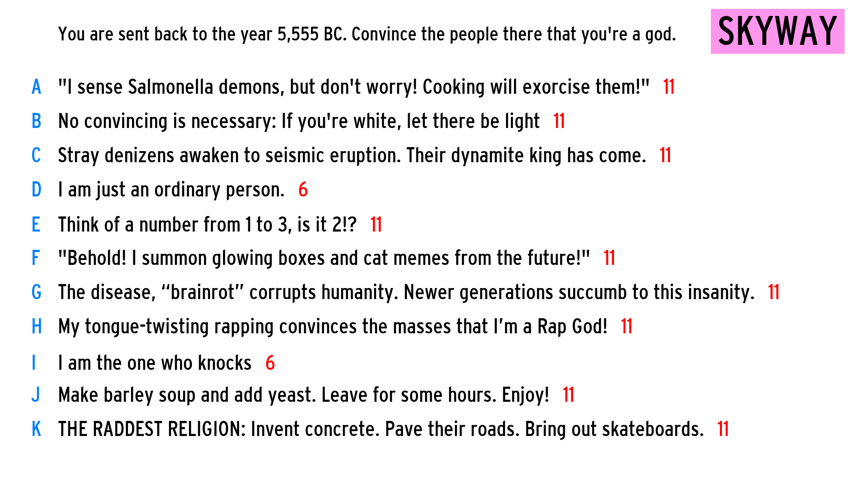 You are sent back to the year 5,555 BC. Convince the people there that you're a god.
SKYWAY
A "I sense Salmonella demons, but don't worry! Cooking will exorcise them!" 11
B No convincing is necessary: If you're white, let there be light 11
C Stray denizens awaken to seismic eruption. Their dynamite king has come. 11
D I am just an ordinary person. 6
E Think of a number from 1 to 3, is it 2!? 11
F "Behold! I summon glowing boxes and cat memes from the future!" 11
G The disease, “brainrot” corrupts humanity. Newer generations succumb to this insanity. 11
H My tongue-twisting rapping convinces the masses that I’m a Rap God! 11
I I am the one who knocks 6
J Make barley soup and add yeast. Leave for some hours. Enjoy! 11
K THE RADDEST RELIGION: Invent concrete. Pave their roads. Bring out skateboards. 11